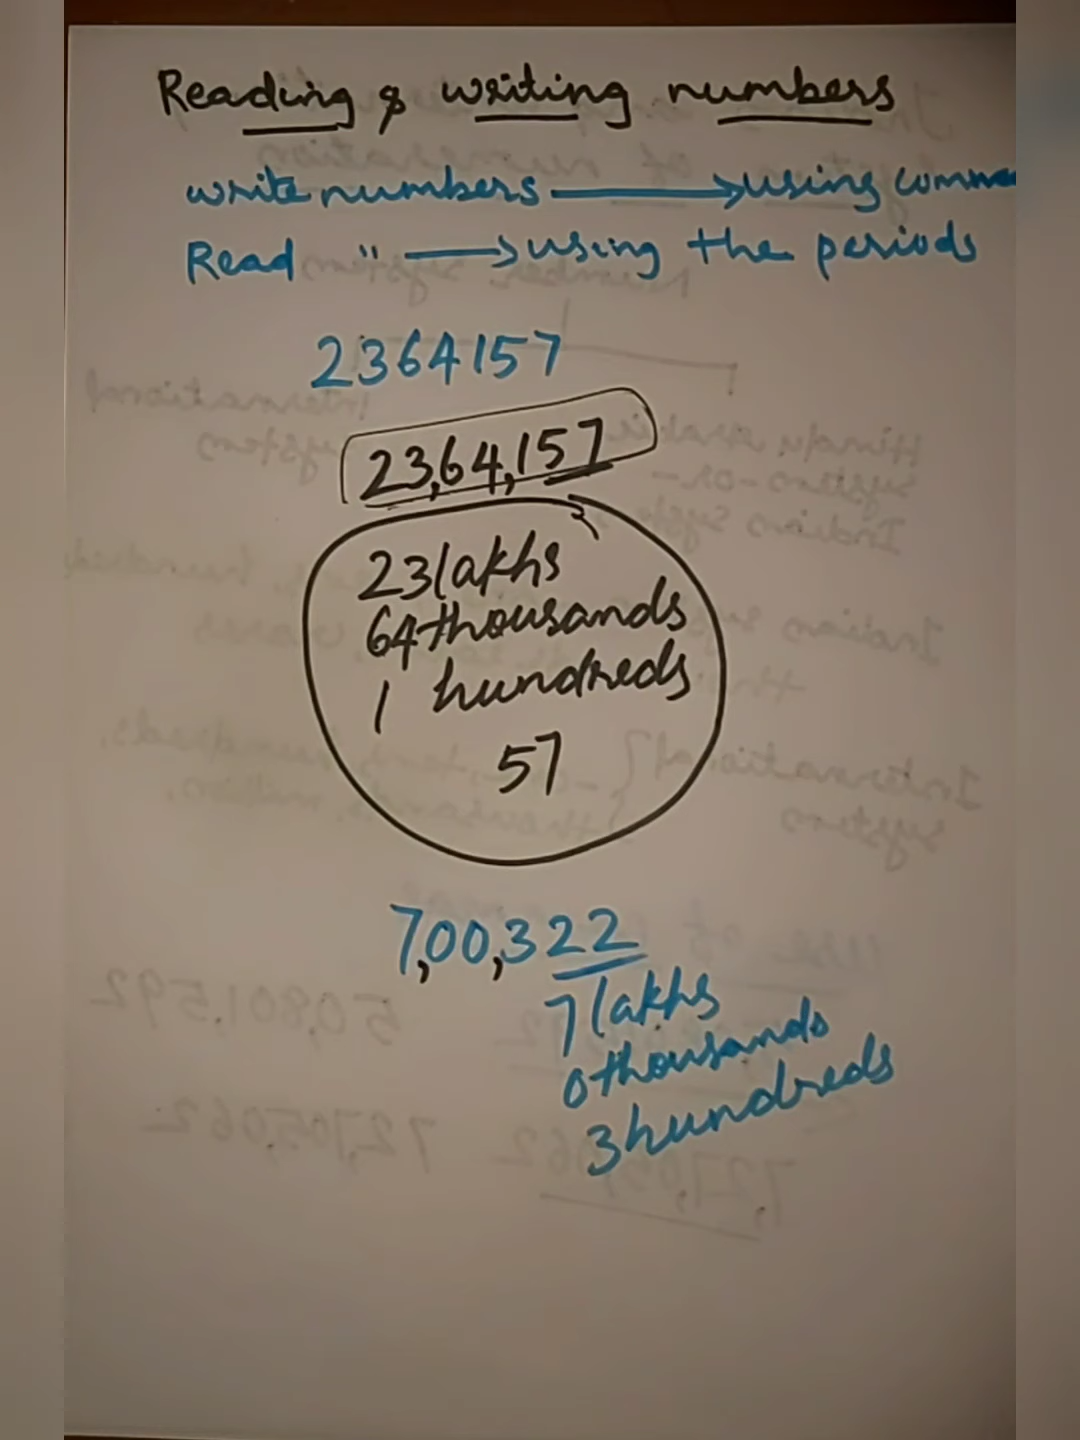 Reading & writing numbers
write numbers → using comma
Read " → using the periods
2364157
23,64,157
23 lakhs
64 thousands
1 hundreds
57
7,00,322
7 lakhs
0 thousands
3 hundreds